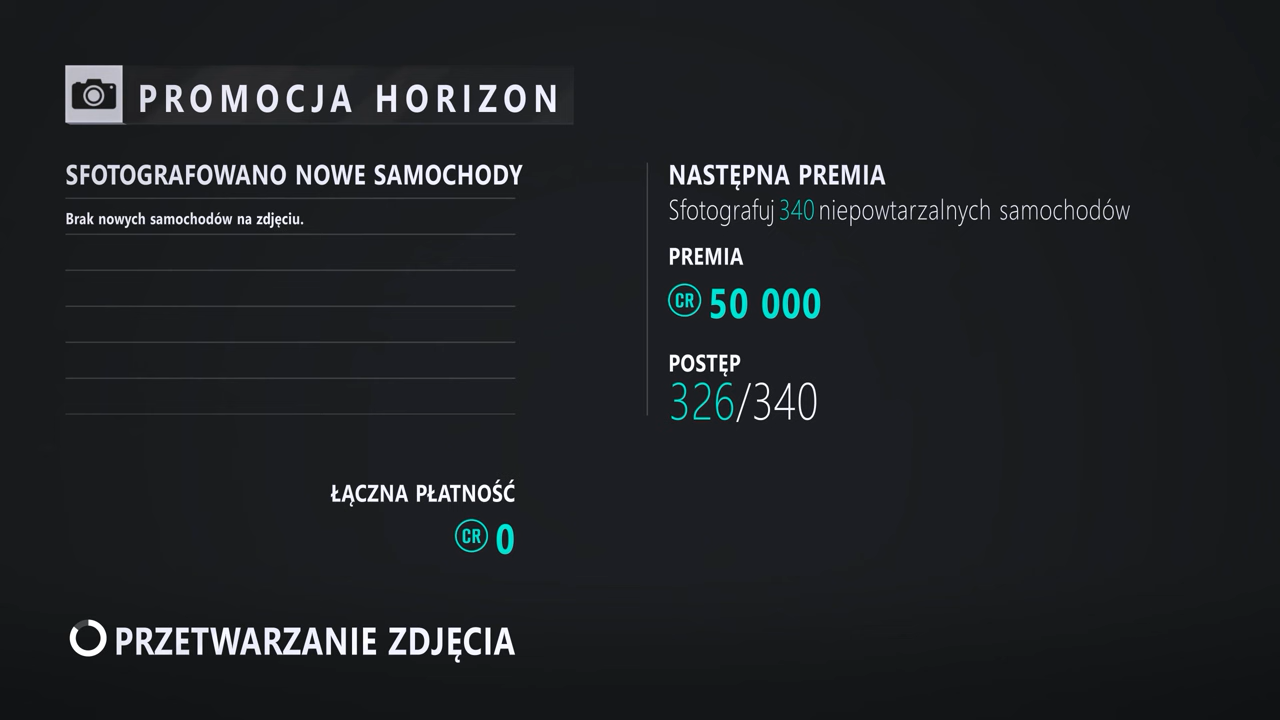 PROMOCJA HORIZON
SFOTOGRAFOWANO NOWE SAMOCHODY
Brak nowych samochodów na zdjęciu.
ŁĄCZNA PŁATNOŚĆ
CR 0
NASTĘPNA PREMIA
Sfotografuj 340 niepowtarzalnych samochodów
PREMIA
CR 50 000
POSTĘP
326/340
PRZETWARZANIE ZDJĘCIA